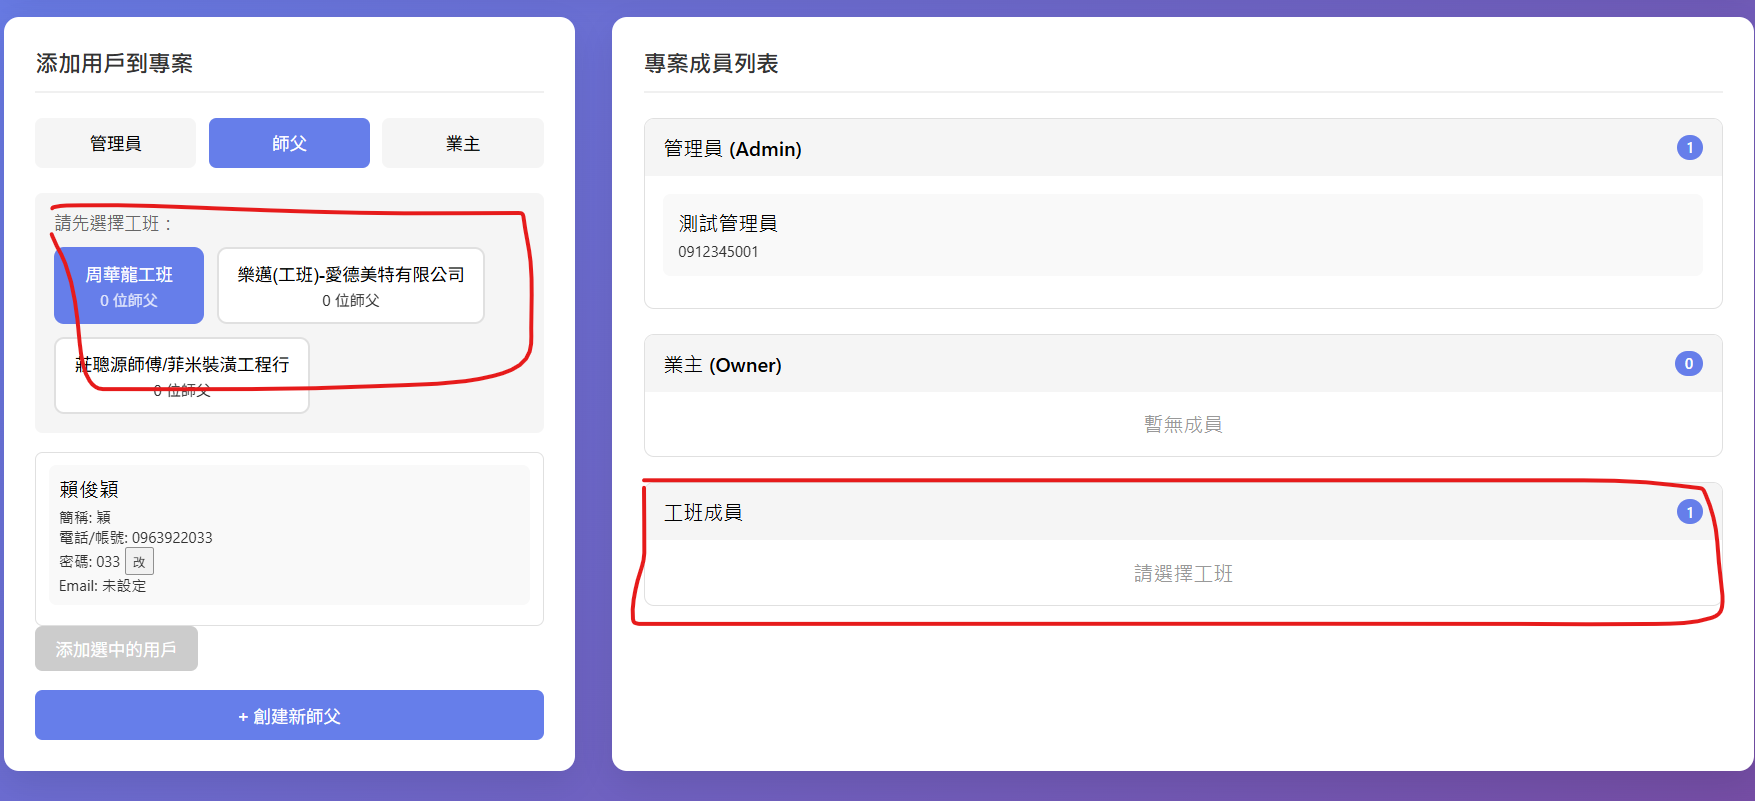 添加用戶到專案
管理員
師父
業主
請先選擇工班：
周華龍工班
0 位師父
樂邁(工班)-愛德美特有限公司
0 位師父
莊聰源師傅/菲米裝潢工程行
0 位師父
賴俊穎
簡稱: 穎
電話/帳號: 0963922033
密碼: 033 改
Email: 未設定
添加選中的用戶
+ 創建新師父
專案成員列表
管理員 (Admin)
1
測試管理員
0912345001
業主 (Owner)
0
暫無成員
工班成員
1
請選擇工班